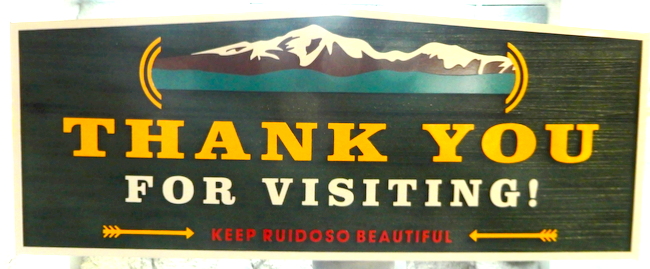 THANK YOU
FOR VISITING!
KEEP RUIDOSO BEAUTIFUL